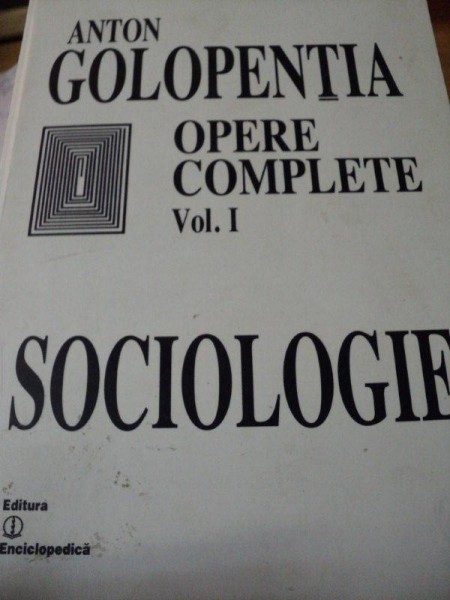 ANTON
GOLOPENȚIA
OPERE
COMPLETE
Vol. I
SOCIOLOGIE
Editura
Enciclopedică